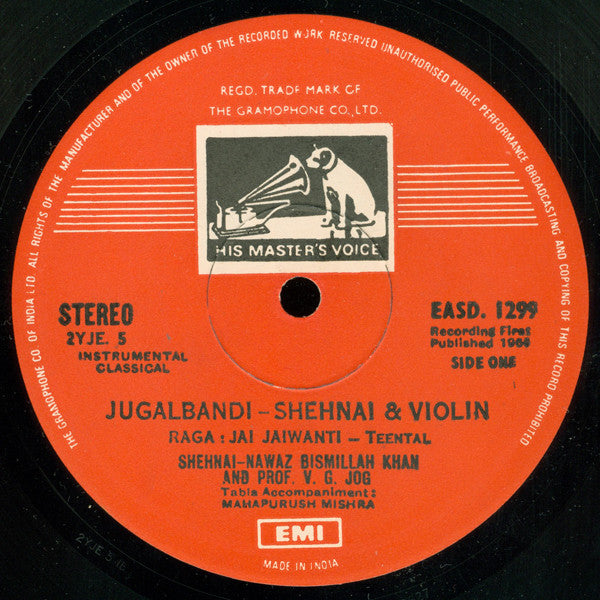 THE GRAMOPHONE CO. OF INDIA LTD. ALL RIGHTS OF THE MANUFACTURER AND OF THE OWNER OF THE RECORDED WORK RESERVED UNAUTHORISED PUBLIC PERFORMANCE BROADCASTING AND COPYING OF THIS RECORD PROHIBITED
REGD. TRADE MARK OF
THE GRAMOPHONE CO., LTD.
HIS MASTER'S VOICE
STEREO
2YJE. 5
INSTRUMENTAL
CLASSICAL
EASD. 1299
Recording First
Published 1964
SIDE ONE
JUGALBANDI – SHEHNAI & VIOLIN
RAGA : JAI JAIWANTI – TEENTAL
SHEHNAI-NAWAZ BISMILLAH KHAN
AND PROF. V. G. JOG
Tabla Accompaniment :
MAHAPURUSH MISHRA
EMI
MADE IN INDIA